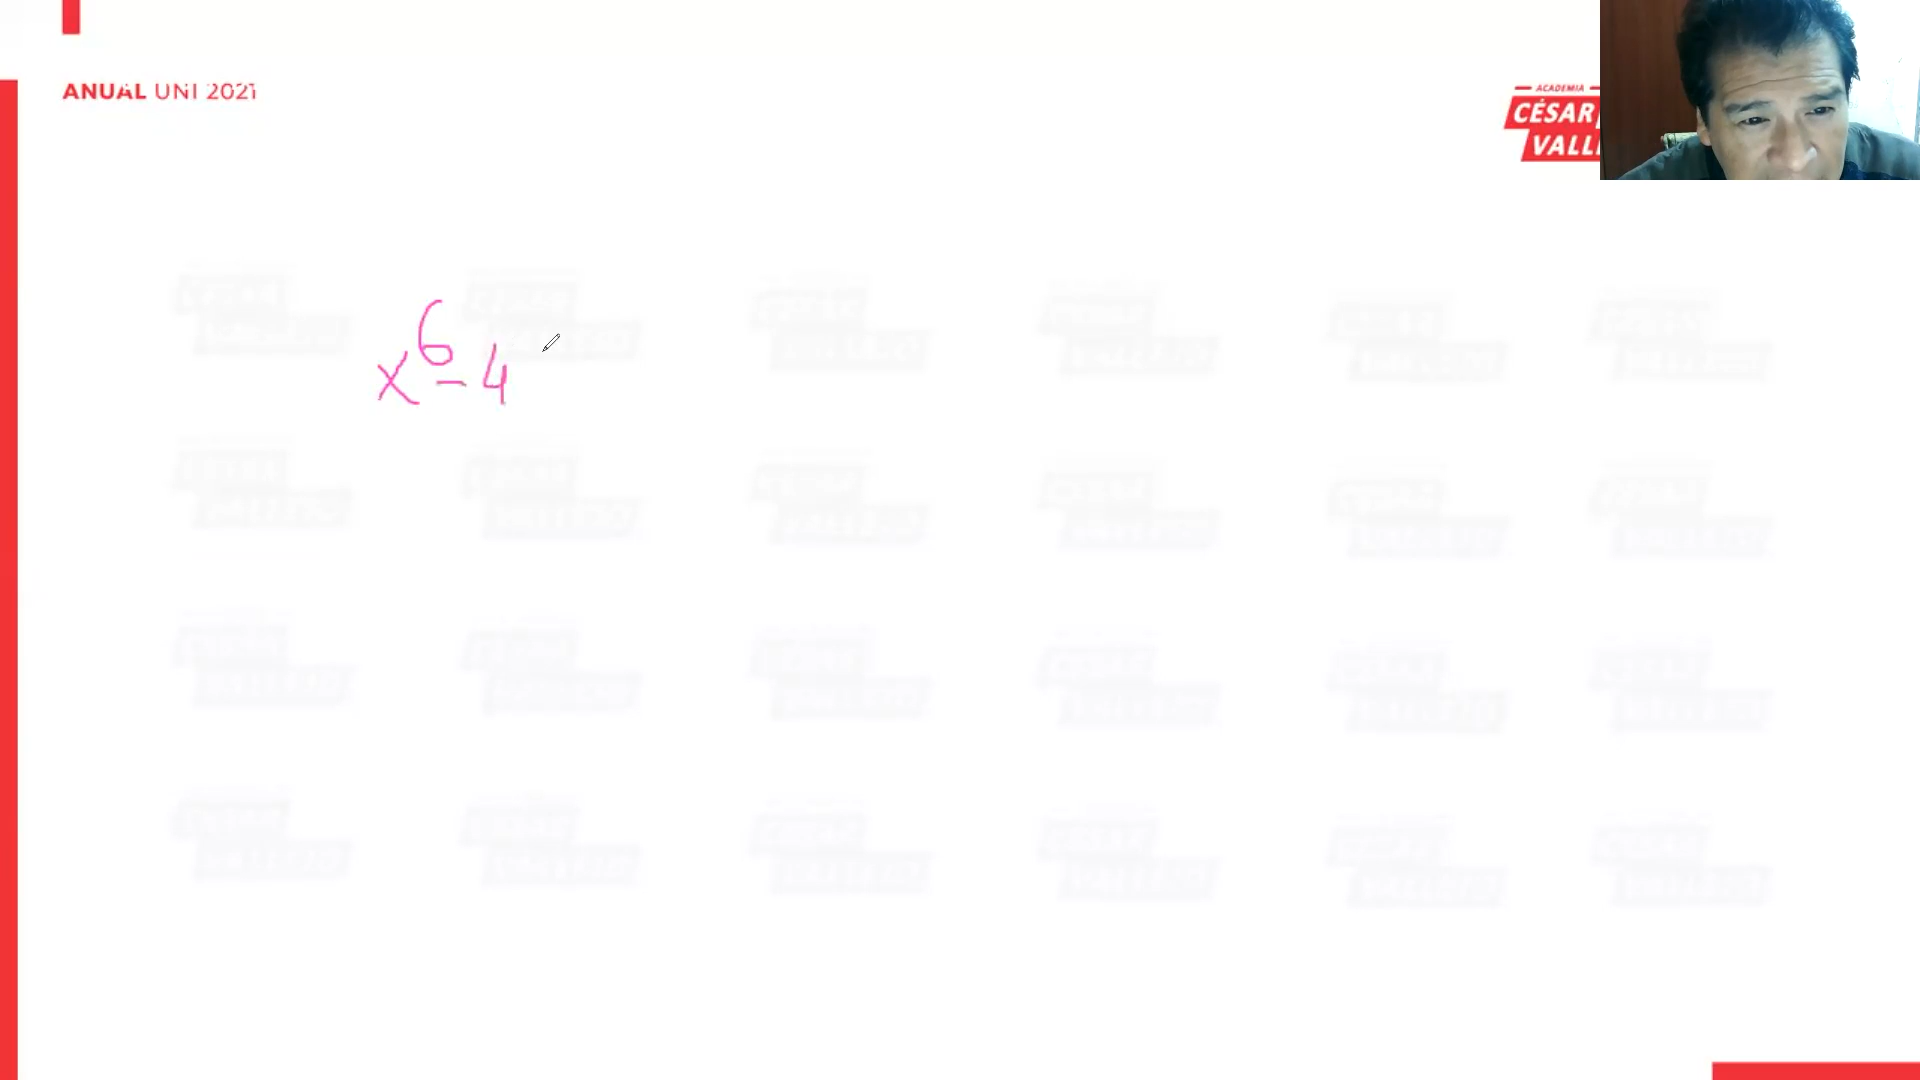 ANUAL UNI 2021
ACADEMIA
CÉSAR
VALL
x⁶ - 4